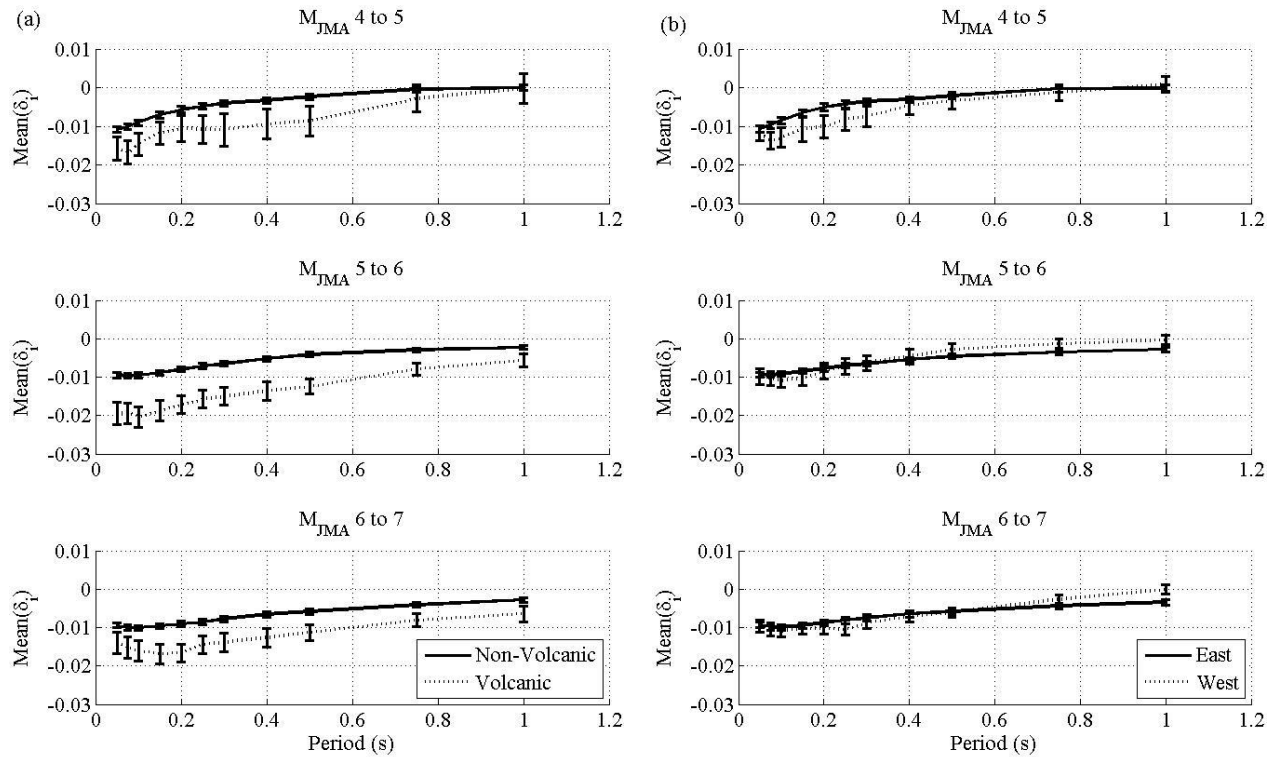 (a)
M_JMA 4 to 5
0.01
0
-0.01
-0.02
-0.03
Mean(δ_i)
0 0.2 0.4 0.6 0.8 1 1.2
M_JMA 5 to 6
0.01
0
-0.01
-0.02
-0.03
Mean(δ_i)
0 0.2 0.4 0.6 0.8 1 1.2
M_JMA 6 to 7
0.01
0
-0.01
-0.02
-0.03
Mean(δ_i)
Non-Volcanic
Volcanic
0 0.2 0.4 0.6 0.8 1 1.2
Period (s)
(b)
M_JMA 4 to 5
0.01
0
-0.01
-0.02
-0.03
Mean(δ_i)
0 0.2 0.4 0.6 0.8 1 1.2
M_JMA 5 to 6
0.01
0
-0.01
-0.02
-0.03
Mean(δ_i)
0 0.2 0.4 0.6 0.8 1 1.2
M_JMA 6 to 7
0.01
0
-0.01
-0.02
-0.03
Mean(δ_i)
East
West
0 0.2 0.4 0.6 0.8 1 1.2
Period (s)